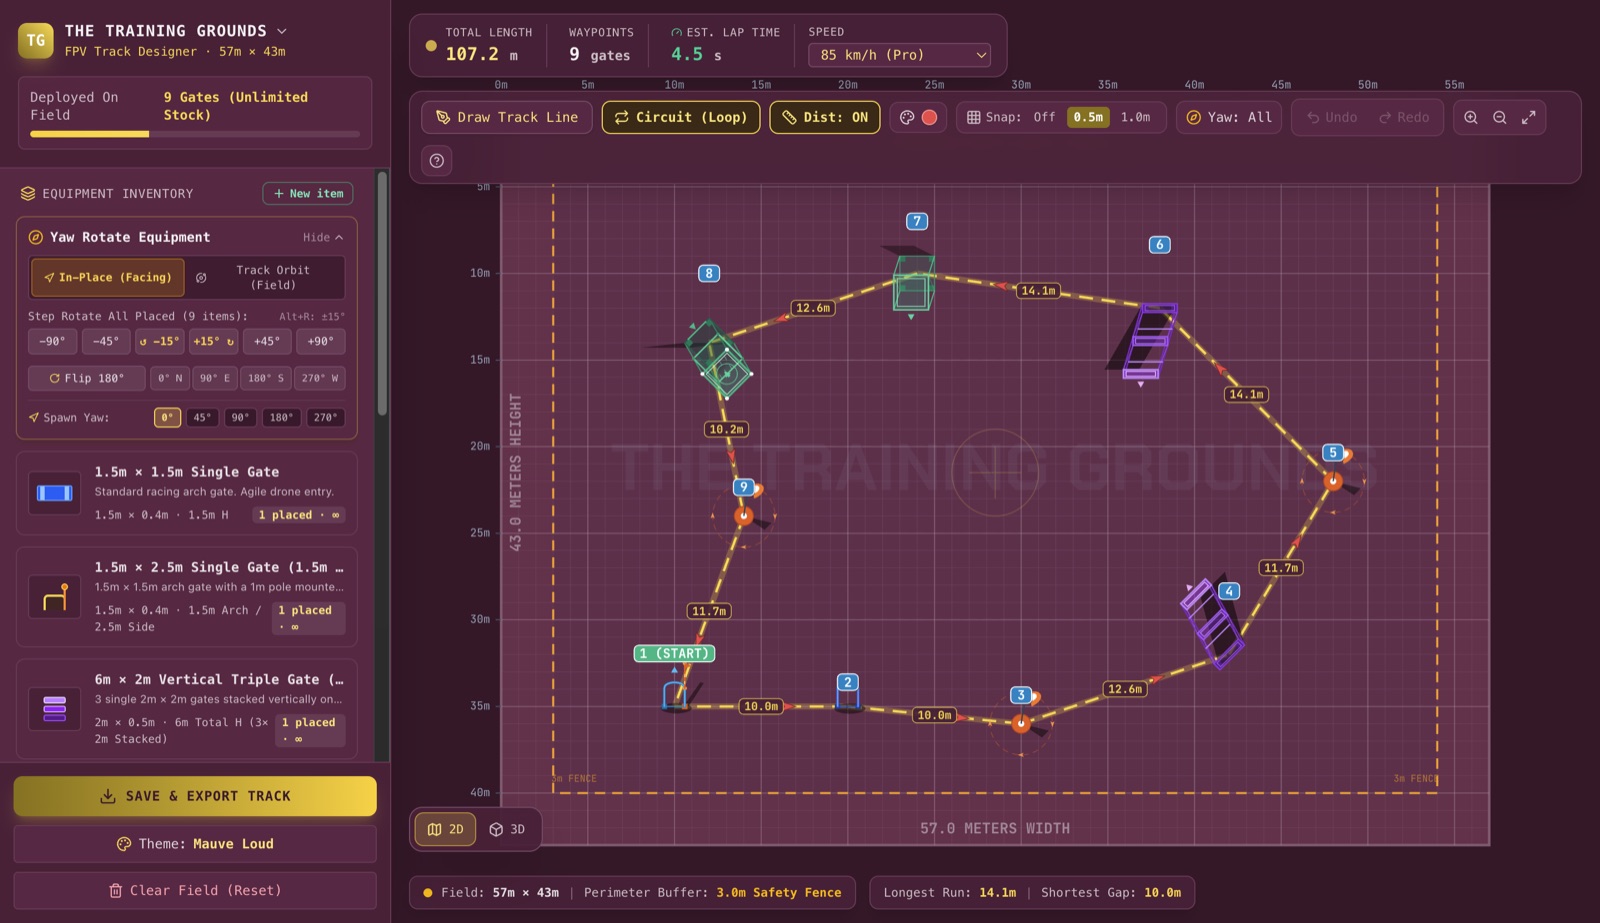 TG
THE TRAINING GROUNDS
FPV Track Designer · 57m × 43m
Deployed On Field
9 Gates (Unlimited Stock)
EQUIPMENT INVENTORY
+ New item
Yaw Rotate Equipment
Hide
In-Place (Facing)
Track Orbit (Field)
Step Rotate All Placed (9 items):
Alt+R: ±15°
−90°
−45°
↺ −15°
+15° ↻
+45°
+90°
Flip 180°
0° N
90° E
180° S
270° W
Spawn Yaw:
0°
45°
90°
180°
270°
1.5m × 1.5m Single Gate
Standard racing arch gate. Agile drone entry.
1.5m × 0.4m · 1.5m H
1 placed · ∞
1.5m × 2.5m Single Gate (1.5m …
1.5m × 1.5m arch gate with a 1m pole mounte…
1.5m × 0.4m · 1.5m Arch / 2.5m Side
1 placed · ∞
6m × 2m Vertical Triple Gate (…
3 single 2m × 2m gates stacked vertically on…
2m × 0.5m · 6m Total H (3× 2m Stacked)
1 placed · ∞
SAVE & EXPORT TRACK
Theme: Mauve Loud
Clear Field (Reset)
TOTAL LENGTH
107.2 m
WAYPOINTS
9 gates
EST. LAP TIME
4.5 s
SPEED
85 km/h (Pro)
0m
5m
10m
15m
20m
25m
30m
35m
40m
45m
50m
55m
Draw Track Line
Circuit (Loop)
Dist: ON
Snap: Off
0.5m
1.0m
Yaw: All
Undo
Redo
5m
10m
15m
20m
25m
30m
35m
40m
43.0 METERS HEIGHT
THE TRAINING GROUNDS
7
6
8
14.1m
12.6m
14.1m
10.2m
5
9
11.7m
4
11.7m
1 (START)
2
3
12.6m
10.0m
10.0m
3m FENCE
3m FENCE
57.0 METERS WIDTH
2D
3D
Field: 57m × 43m | Perimeter Buffer: 3.0m Safety Fence
Longest Run: 14.1m | Shortest Gap: 10.0m